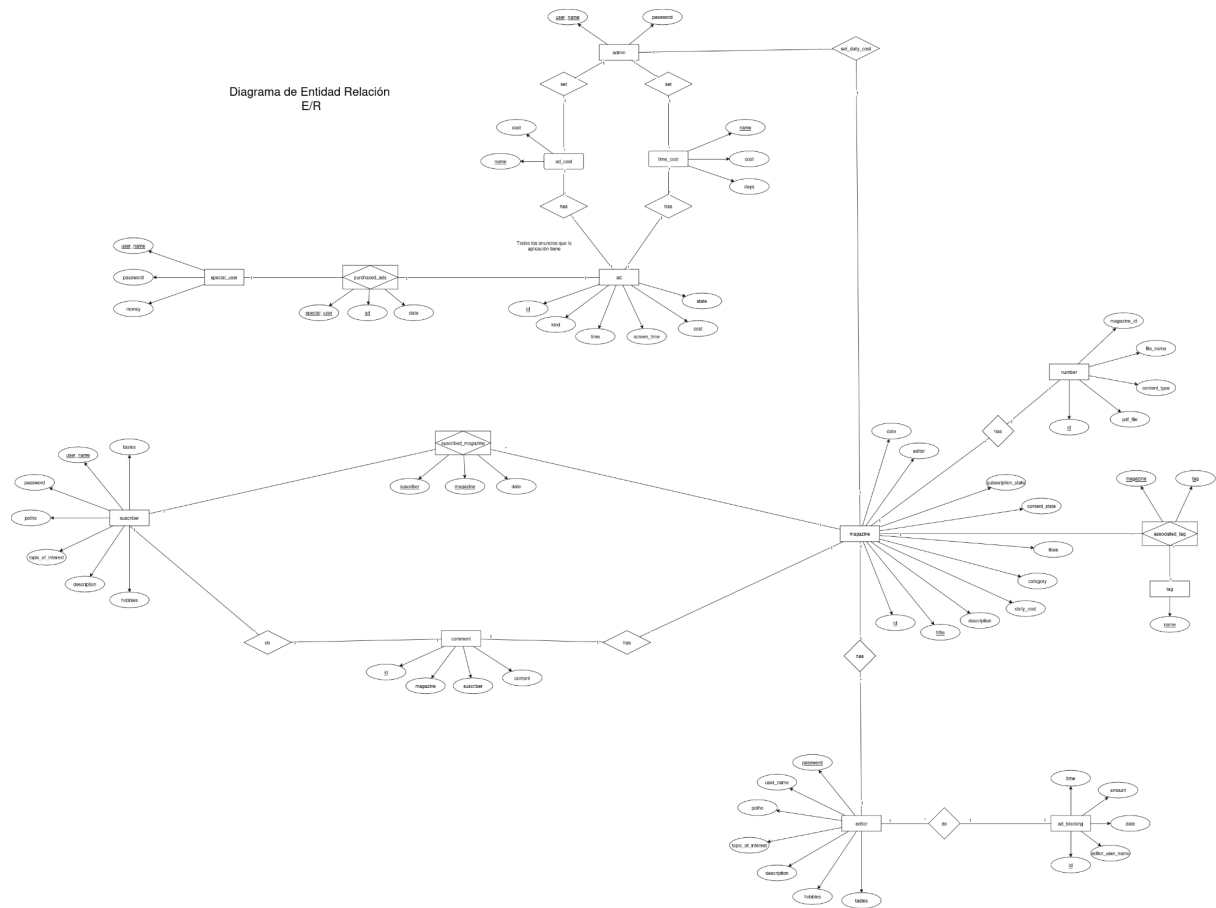 user_name
password
admin
set_daily_cost
Diagrama de Entidad Relación
E/R
set
set
cost
name
ad_cost
time_cost
name
cost
days
has
has
Todos los anuncios que la
aplicación tiene
user_name
password
money
special_user
purchased_ads
special_user
ad
date
ad
id
kind
time
screen_time
cost
state
magazine_id
file_name
number
content_type
pdf_file
id
has
date
editor
subscription_state
coment_state
magazine
likes
category
daily_cost
description
title
id
magazine
tag
associated_tag
tag
name
suscribed_magazine
suscriber
magazine
date
tastes
user_name
password
potho
suscriber
topic_of_interest
description
hobbies
do
comment
has
id
magazine
suscriber
content
has
password
user_name
potho
editor
topic_of_interest
description
hobbies
tastes
do
time
amount
ad_blocking
date
editor_user_name
id